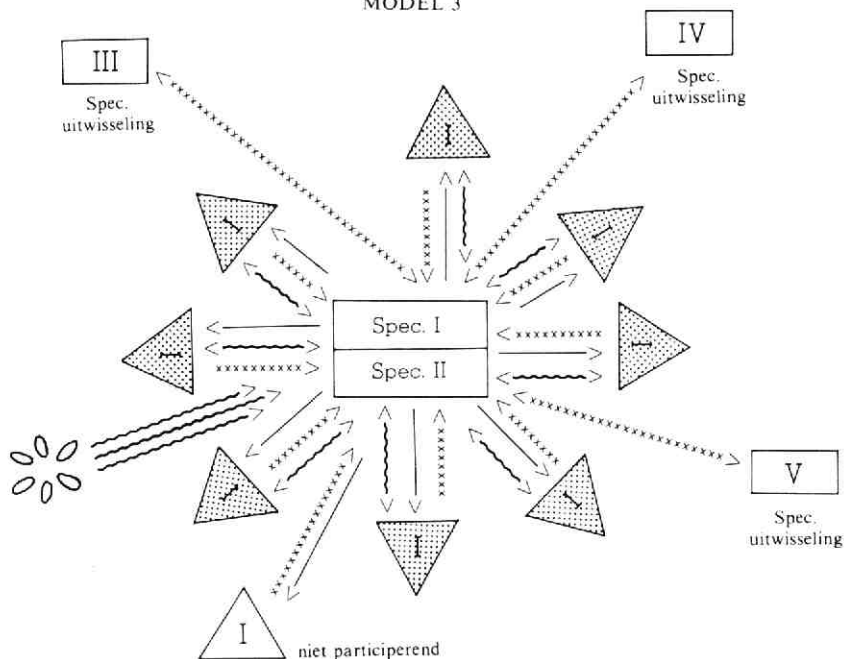 MODEL 3
III
Spec.
uitwisseling
IV
Spec.
uitwisseling
I
I
I
I
I
Spec. I
Spec. II
I
I
I
V
Spec.
uitwisseling
I
niet participerend